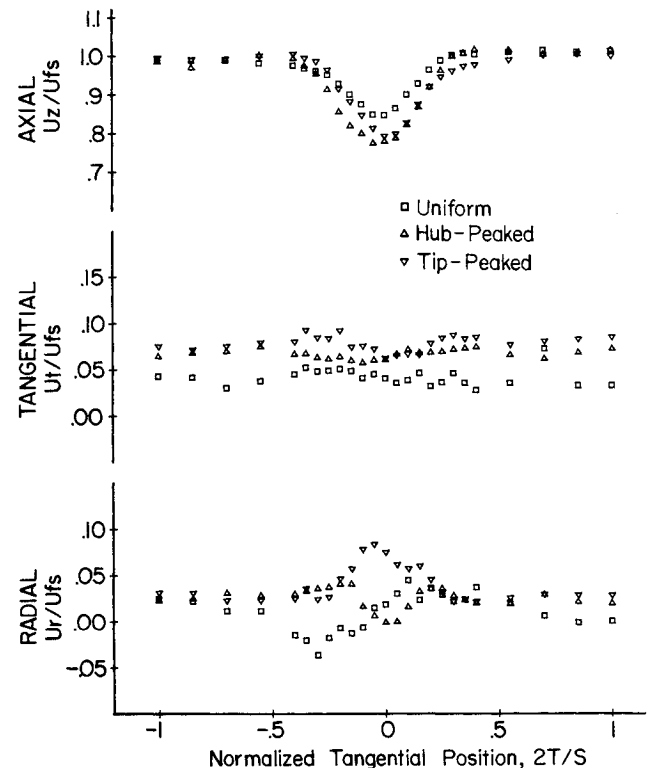 1.1
1.0
.9
.8
.7
AXIAL
Uz/Ufs
□ Uniform
△ Hub-Peaked
▽ Tip-Peaked
.15
.10
.05
.00
TANGENTIAL
Ut/Ufs
.10
.05
.00
-.05
RADIAL
Ur/Ufs
-1
-.5
0
.5
1
Normalized Tangential Position, 2T/S